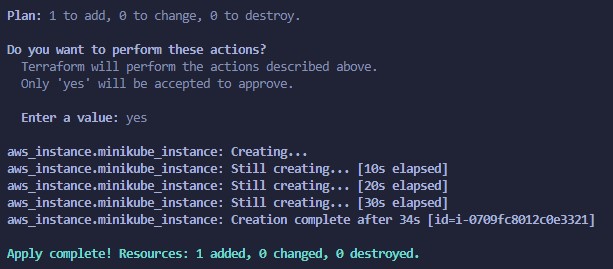 Plan: 1 to add, 0 to change, 0 to destroy.
Do you want to perform these actions?
Terraform will perform the actions described above.
Only 'yes' will be accepted to approve.
Enter a value: yes
aws_instance.minikube_instance: Creating...
aws_instance.minikube_instance: Still creating... [10s elapsed]
aws_instance.minikube_instance: Still creating... [20s elapsed]
aws_instance.minikube_instance: Still creating... [30s elapsed]
aws_instance.minikube_instance: Creation complete after 34s [id=i-0709fc8012c0e3321]
Apply complete! Resources: 1 added, 0 changed, 0 destroyed.